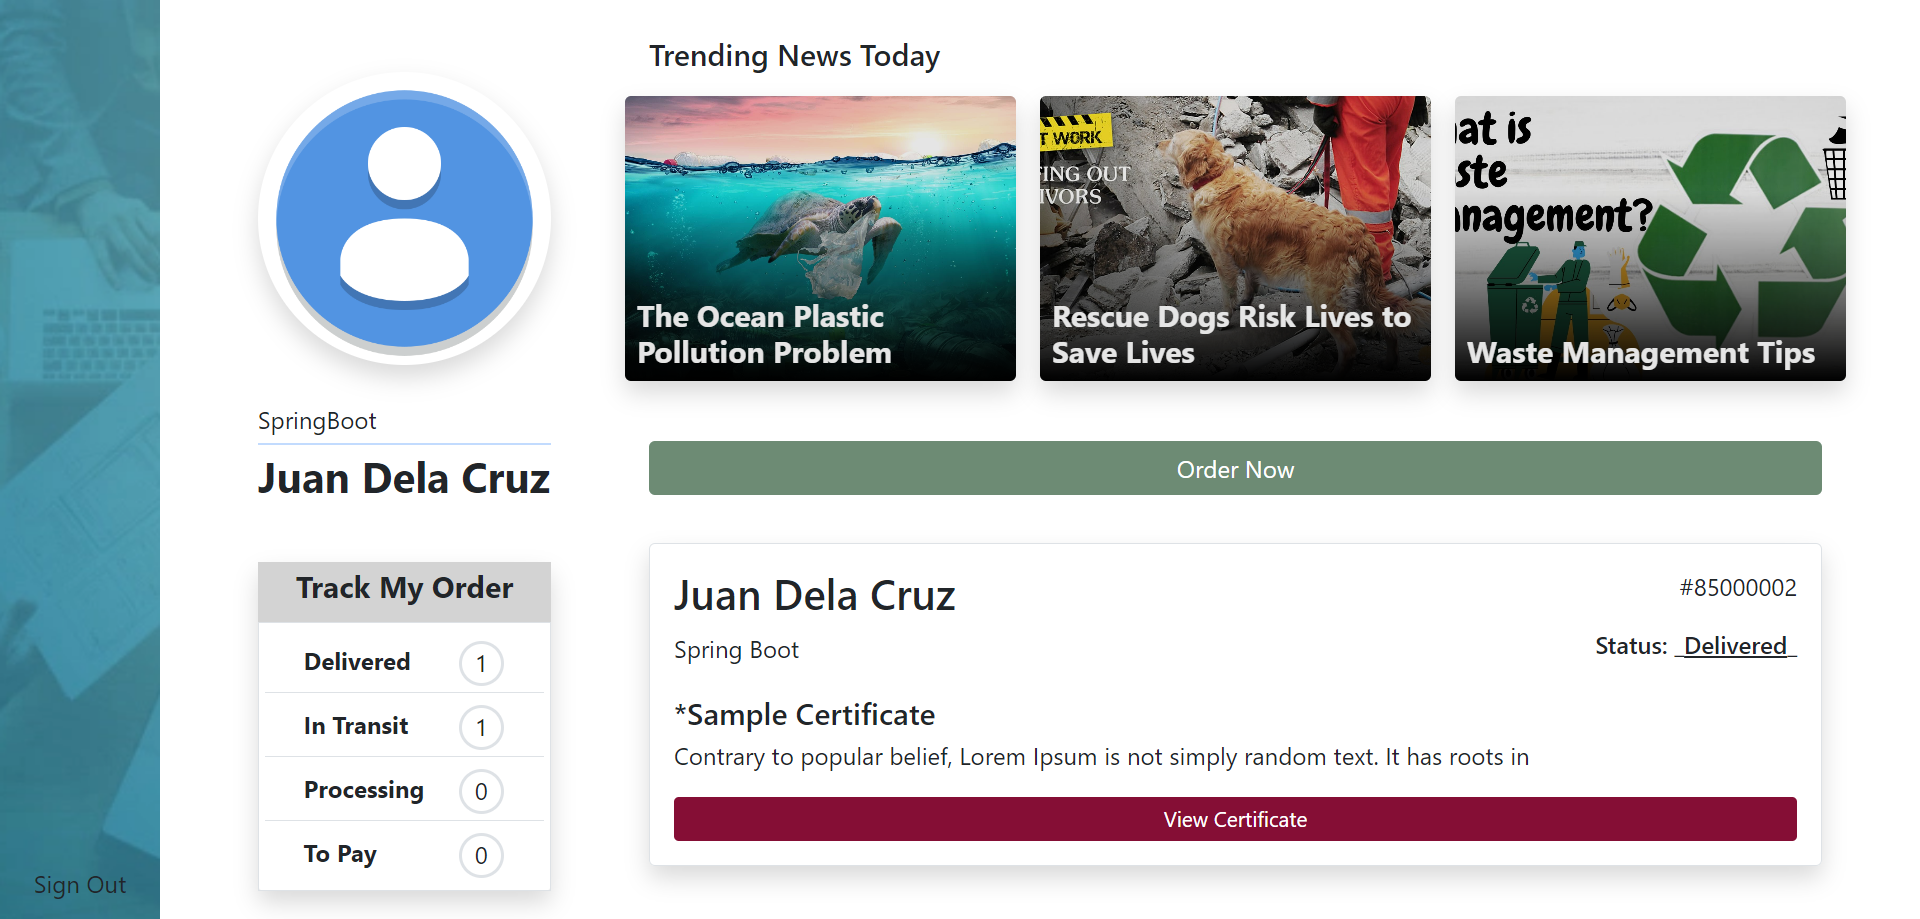 Trending News Today
T WORK
ING OUT
IVORS
at is
ste
nagement?
The Ocean Plastic
Pollution Problem
Rescue Dogs Risk Lives to
Save Lives
Waste Management Tips
SpringBoot
Juan Dela Cruz
Order Now
Track My Order
Delivered 1
In Transit 1
Processing 0
To Pay 0
Sign Out
Juan Dela Cruz
#85000002
Spring Boot
Status: _Delivered_
*Sample Certificate
Contrary to popular belief, Lorem Ipsum is not simply random text. It has roots in
View Certificate